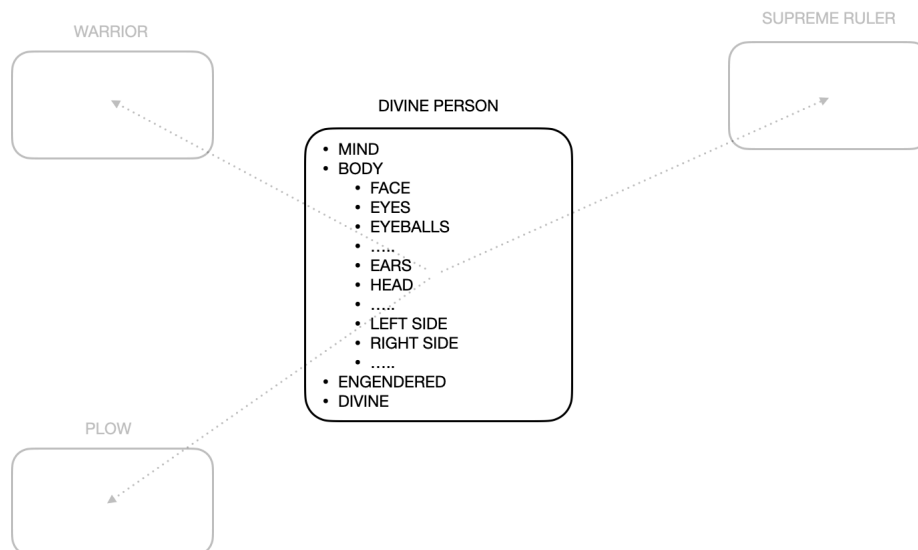 WARRIOR
SUPREME RULER
DIVINE PERSON
• MIND
• BODY
• FACE
• EYES
• EYEBALLS
• .....
• EARS
• HEAD
• .....
• LEFT SIDE
• RIGHT SIDE
• .....
• ENGENDERED
• DIVINE
PLOW